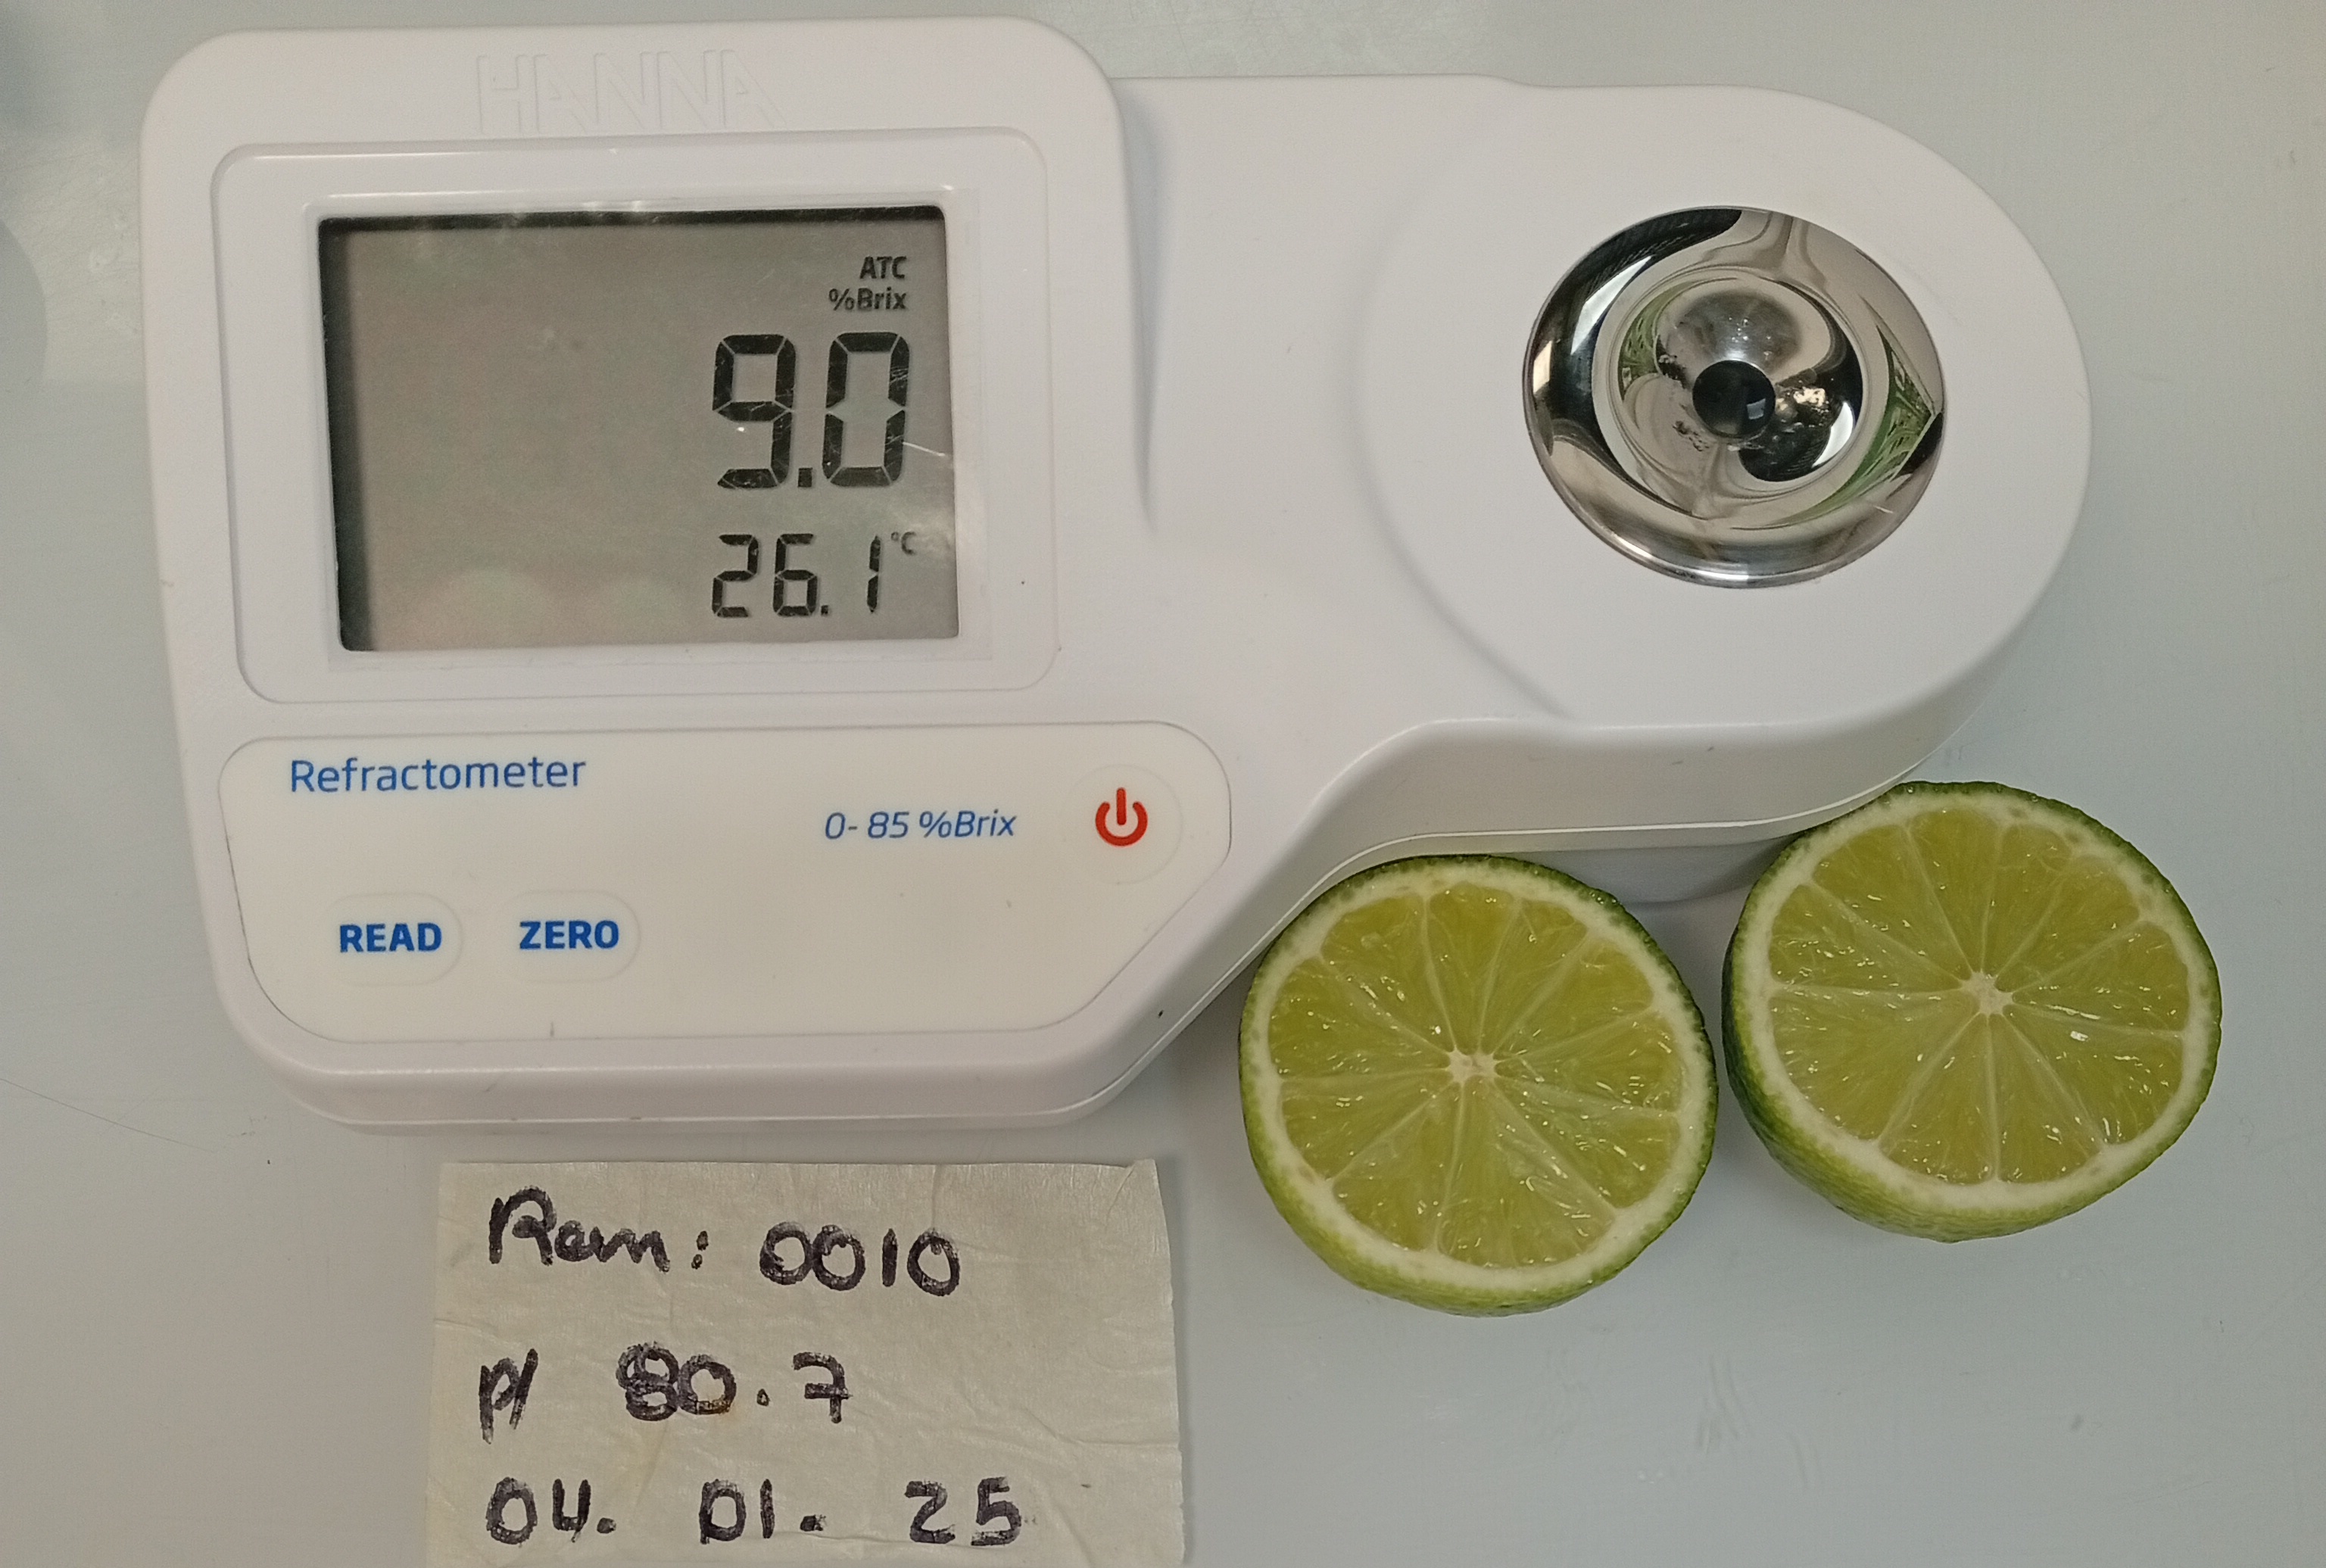 HANNA
ATC
%Brix
9.0
26.1 °C
Refractometer
0-85 %Brix
READ ZERO
Rem: 0010
p/ 80.7
04. 01. 25